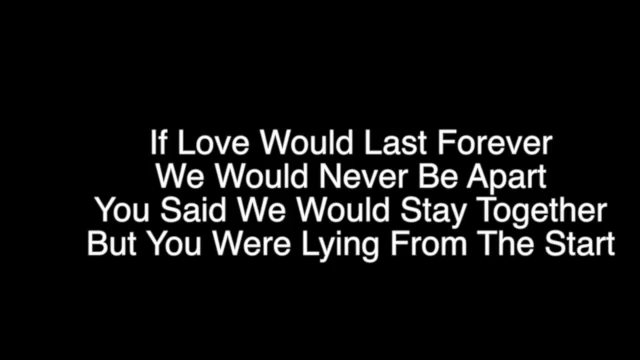 If Love Would Last Forever
We Would Never Be Apart
You Said We Would Stay Together
But You Were Lying From The Start